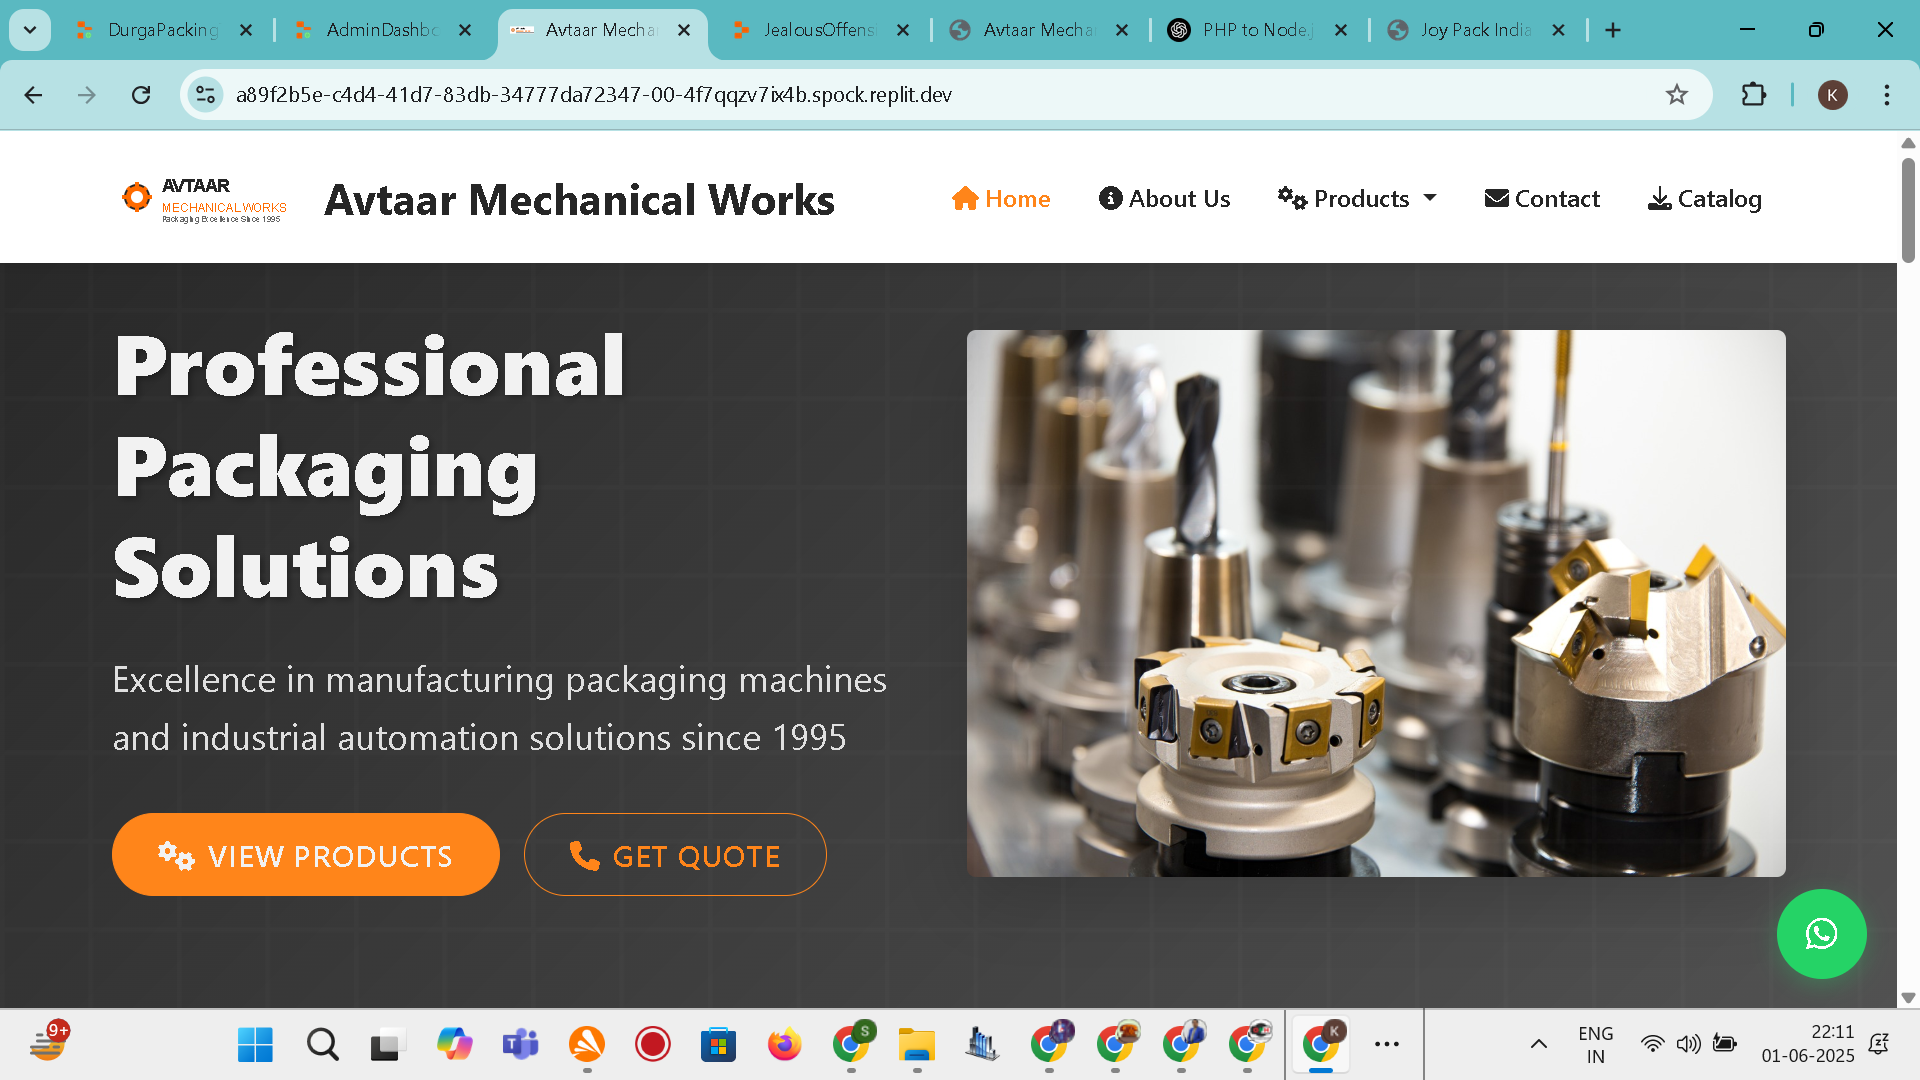 DurgaPacking
AdminDashbo
Avtaar Mechan
JealousOffens
Avtaar Mecha
PHP to Node.j
Joy Pack India
a89f2b5e-c4d4-41d7-83db-34777da72347-00-4f7qqzv7ix4b.spock.replit.dev
K
AVTAAR
MECHANICAL WORKS
Packaging Excellence Since 1995
Avtaar Mechanical Works
Home
About Us
Products
Contact
Catalog
Professional
Packaging
Solutions
Excellence in manufacturing packaging machines
and industrial automation solutions since 1995
VIEW PRODUCTS
GET QUOTE
9+
S
K
ENG
IN
22:11
01-06-2025